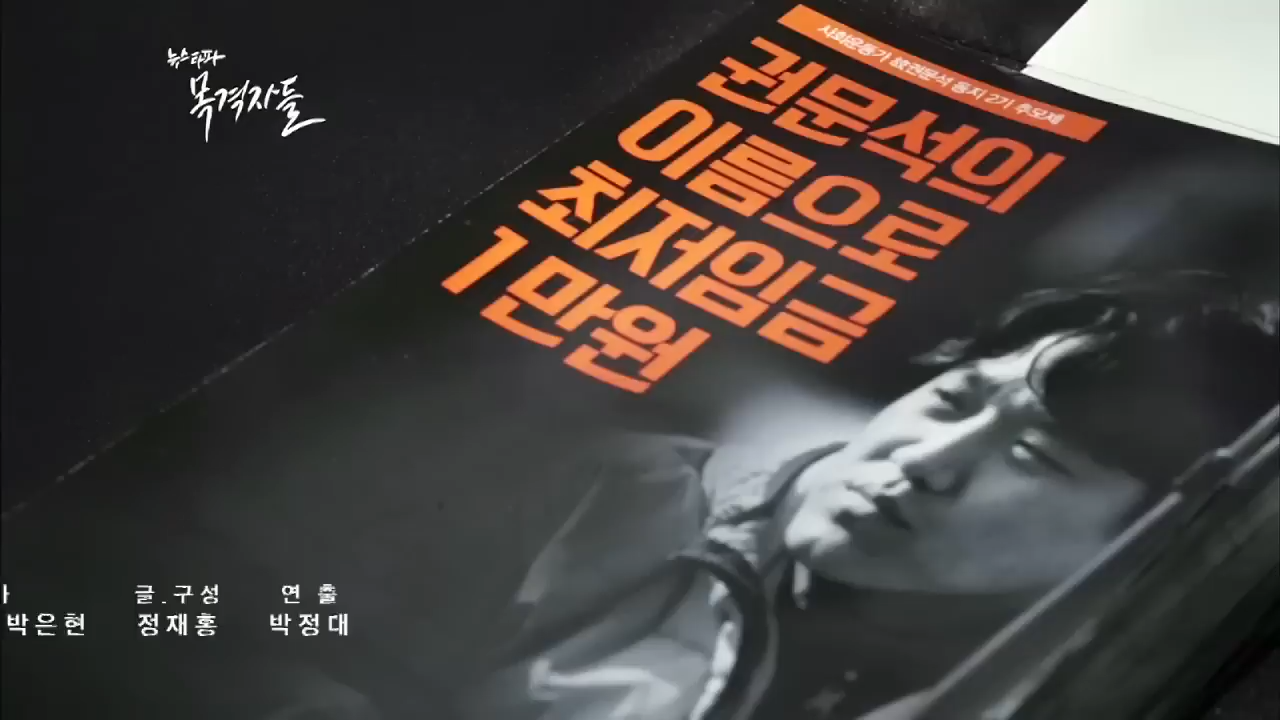 뉴스타파
목격자들
사회운동가 故권문석 동지 2기 추모제
권문석의
이름으로
최저임금
1만원
글.구성 연 출
박은현 정재홍 박정대